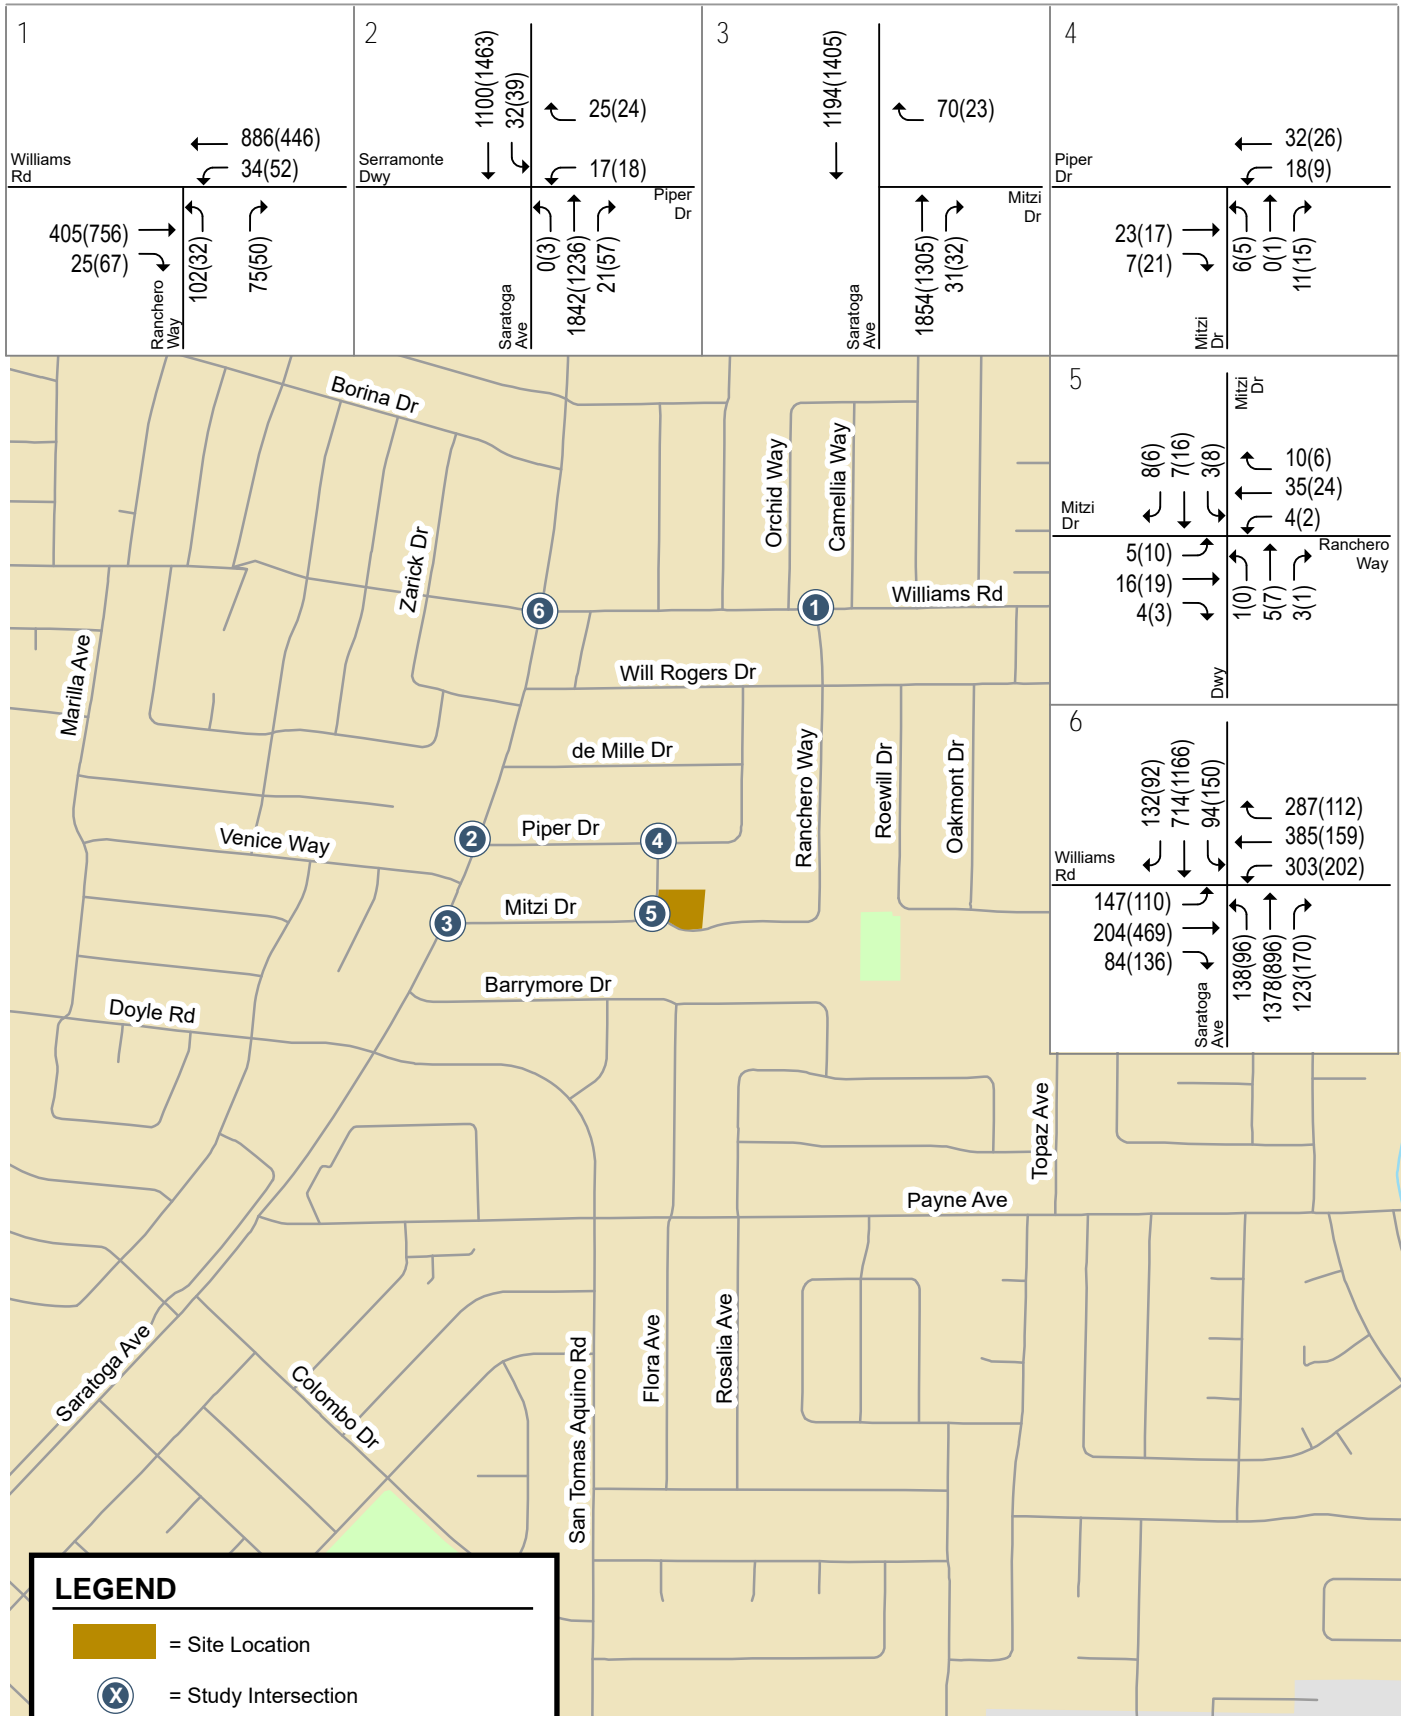 1
886(446)
34(52)
Williams
Rd
405(756)
25(67)
102(32)
75(50)
Ranchero
Way
2
1100(1463)
32(39)
25(24)
17(18)
Serramonte
Dwy
Piper
Dr
0(3)
1842(1236)
21(57)
Saratoga
Ave
3
1194(1405)
70(23)
Mitzi
Dr
1854(1305)
31(32)
Saratoga
Ave
4
32(26)
18(9)
Piper
Dr
23(17)
7(21)
6(5)
0(1)
11(15)
Mitzi
Dr
5
Mitzi
Dr
8(6)
7(16)
3(8)
10(6)
35(24)
4(2)
Mitzi
Dr
Ranchero
Way
5(10)
16(19)
4(3)
1(0)
5(7)
3(1)
Dwy
6
132(92)
714(1166)
94(150)
287(112)
385(159)
303(202)
Williams
Rd
147(110)
204(469)
84(136)
138(96)
1378(896)
123(170)
Saratoga
Ave
Borina Dr
Orchid Way
Camellia Way
Zarick Dr
Williams Rd
6
1
Marilla Ave
Will Rogers Dr
de Mille Dr
Ranchero Way
Roewill Dr
Oakmont Dr
Piper Dr
2
4
Venice Way
Mitzi Dr
3
5
Barrymore Dr
Doyle Rd
Topaz Ave
Payne Ave
Saratoga Ave
Colombo Dr
San Tomas Aquino Rd
Flora Ave
Rosalia Ave
LEGEND
= Site Location
X
= Study Intersection